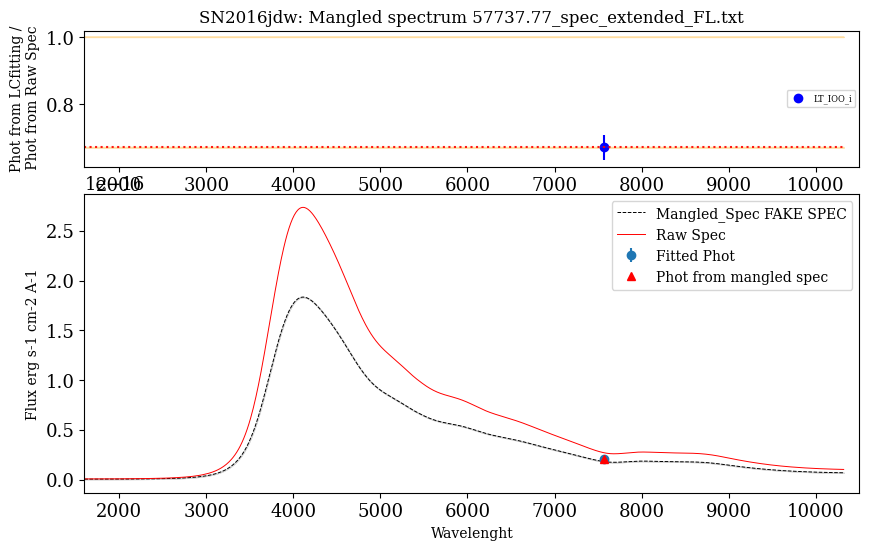 SN2016jdw: Mangled spectrum 57737.77_spec_extended_FL.txt
Phot from LCfitting /
Phot from Raw Spec
1.0
0.8
LT_IOO_i
2000 3000 4000 5000 6000 7000 8000 9000 10000
1e−16
Flux erg s-1 cm-2 A-1
2.5
2.0
1.5
1.0
0.5
0.0
Mangled_Spec FAKE SPEC
Raw Spec
Fitted Phot
Phot from mangled spec
2000 3000 4000 5000 6000 7000 8000 9000 10000
Wavelenght